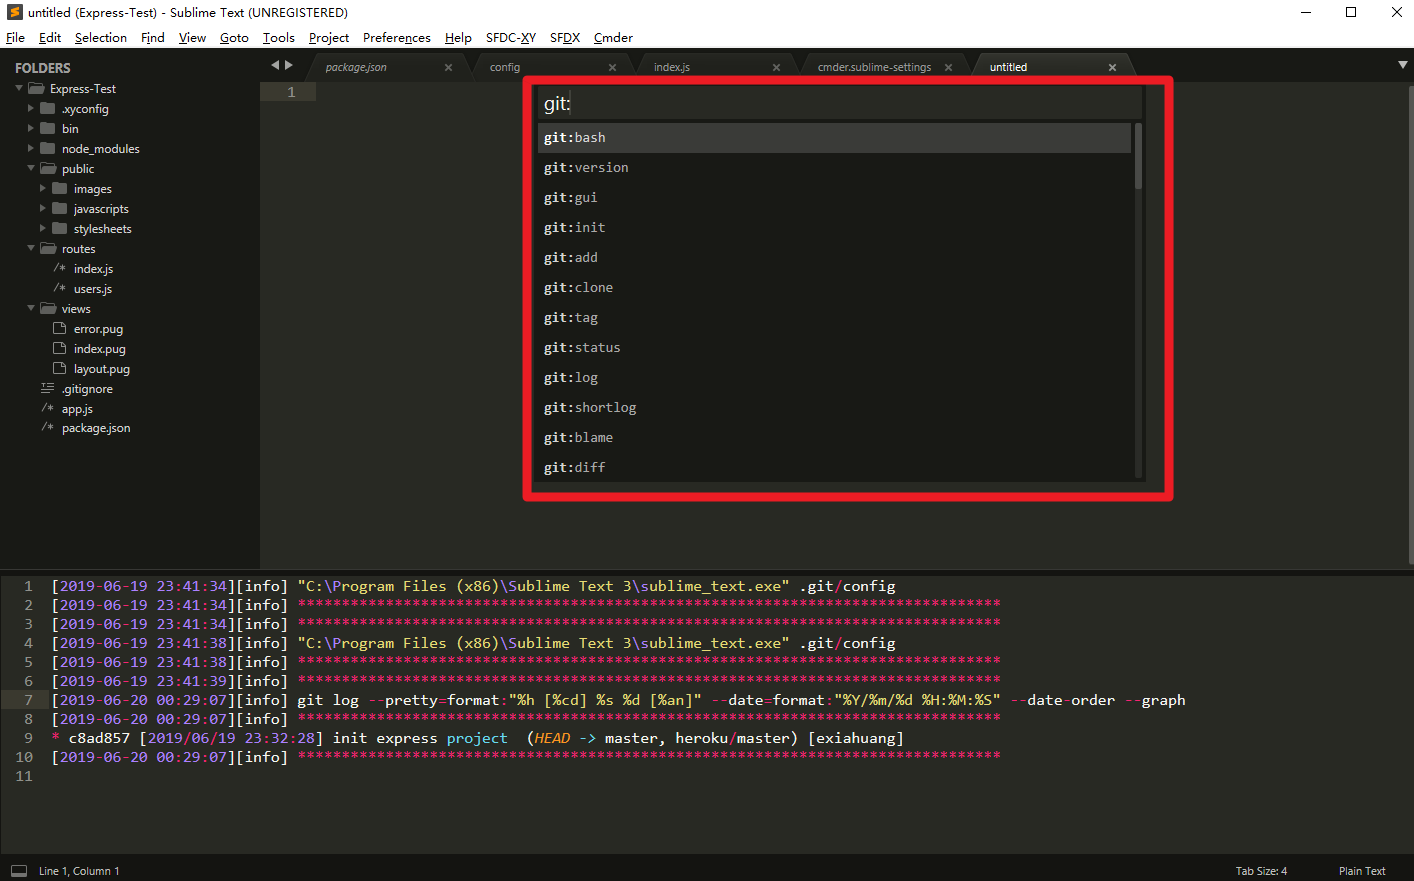 untitled (Express-Test) - Sublime Text (UNREGISTERED)
File Edit Selection Find View Goto Tools Project Preferences Help SFDC-XY SFDX Cmder
FOLDERS
Express-Test
.xyconfig
bin
node_modules
public
images
javascripts
stylesheets
routes
/* index.js
/* users.js
views
error.pug
index.pug
layout.pug
.gitignore
/* app.js
/* package.json
package.json × config × index.js × cmder.sublime-settings × untitled ×
1
git:
git:bash
git:version
git:gui
git:init
git:add
git:clone
git:tag
git:status
git:log
git:shortlog
git:blame
git:diff
1 [2019-06-19 23:41:34][info] "C:\Program Files (x86)\Sublime Text 3\sublime_text.exe" .git/config
2 [2019-06-19 23:41:34][info] ********************************************************************************
3 [2019-06-19 23:41:34][info] ********************************************************************************
4 [2019-06-19 23:41:38][info] "C:\Program Files (x86)\Sublime Text 3\sublime_text.exe" .git/config
5 [2019-06-19 23:41:38][info] ********************************************************************************
6 [2019-06-19 23:41:39][info] ********************************************************************************
7 [2019-06-20 00:29:07][info] git log --pretty=format:"%h [%cd] %s %d [%an]" --date=format:"%Y/%m/%d %H:%M:%S" --date-order --graph
8 [2019-06-20 00:29:07][info] ********************************************************************************
9 * c8ad857 [2019/06/19 23:32:28] init express project  (HEAD -> master, heroku/master) [exiahuang]
10 [2019-06-20 00:29:07][info] ********************************************************************************
11
Line 1, Column 1 Tab Size: 4 Plain Text